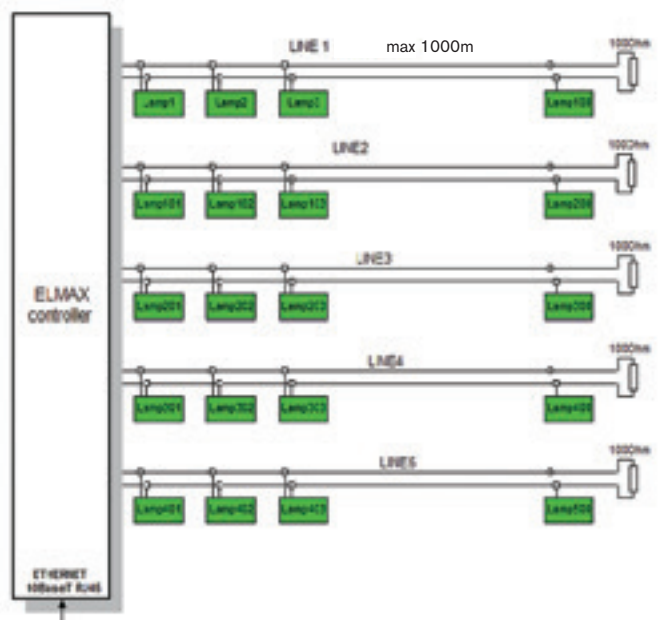 LINE 1 max 1000m
100Ohm
Lamp1 Lamp2 Lamp3 Lamp100
LINE2
100Ohm
Lamp101 Lamp102 Lamp103 Lamp200
LINE3
100Ohm
Lamp201 Lamp202 Lamp203 Lamp300
ELMAX
controller
LINE4
100Ohm
Lamp301 Lamp302 Lamp303 Lamp400
LINE5
100Ohm
Lamp401 Lamp402 Lamp403 Lamp500
ETHERNET
10BaseT RJ45